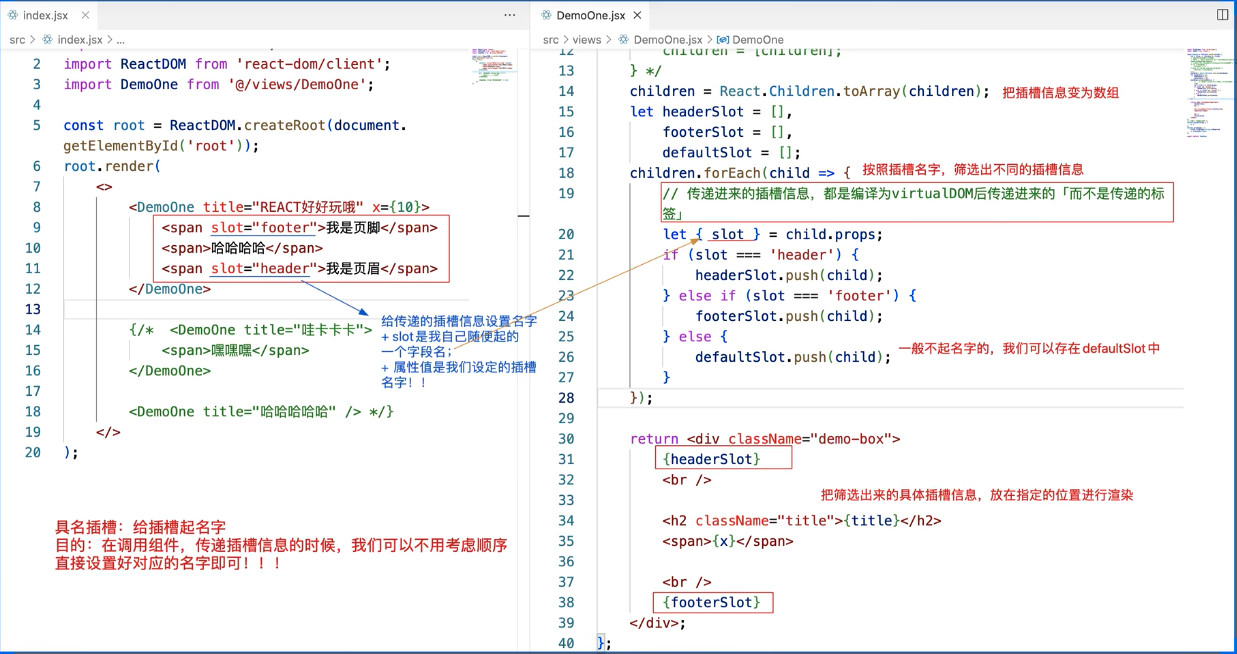 index.jsx
src > index.jsx > ...
2 import ReactDOM from 'react-dom/client';
3 import DemoOne from '@/views/DemoOne';
4
5 const root = ReactDOM.createRoot(document.
getElementById('root'));
6 root.render(
7 <>
8 <DemoOne title="REACT好好玩哦" x={10}>
9 <span slot="footer">我是页脚</span>
10 <span>哈哈哈哈</span>
11 <span slot="header">我是页眉</span>
12 </DemoOne>
13
14 {/* <DemoOne title="哇卡卡卡">
15 <span>嘿嘿嘿</span>
16 </DemoOne>
17
18 <DemoOne title="哈哈哈哈哈" /> */}
19 </>
20 );
给传递的插槽信息设置名字
+ slot是我自己随便起的
一个字段名;
+ 属性值是我们设定的插槽
名字!!
具名插槽:给插槽起名字
目的:在调用组件,传递插槽信息的时候,我们可以不用考虑顺序
直接设置好对应的名字即可!!!
DemoOne.jsx
src > views > DemoOne.jsx > DemoOne
12 children = [children];
13 } */
14 children = React.Children.toArray(children); 把插槽信息变为数组
15 let headerSlot = [],
16 footerSlot = [],
17 defaultSlot = [];
18 children.forEach(child => { 按照插槽名字,筛选出不同的插槽信息
19 // 传递进来的插槽信息,都是编译为virtualDOM后传递进来的「而不是传递的标
签」
20 let { slot } = child.props;
21 if (slot === 'header') {
22 headerSlot.push(child);
23 } else if (slot === 'footer') {
24 footerSlot.push(child);
25 } else {
26 defaultSlot.push(child); 一般不起名字的,我们可以存在defaultSlot中
27 }
28 });
29
30 return <div className="demo-box">
31 {headerSlot}
32 <br />
33 把筛选出来的具体插槽信息,放在指定的位置进行渲染
34 <h2 className="title">{title}</h2>
35 <span>{x}</span>
36
37 <br />
38 {footerSlot}
39 </div>;
40 };